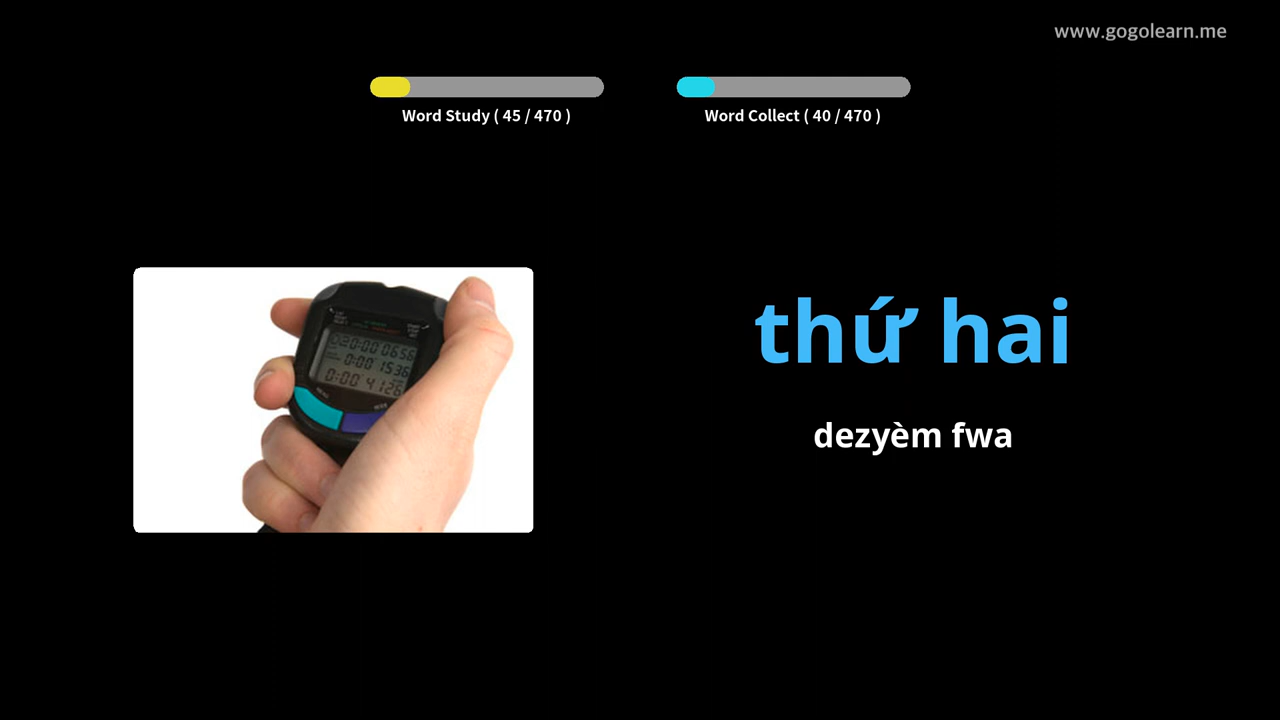 www.gogolearn.me
Word Study ( 45 / 470 )
Word Collect ( 40 / 470 )
thứ hai
dezyèm fwa